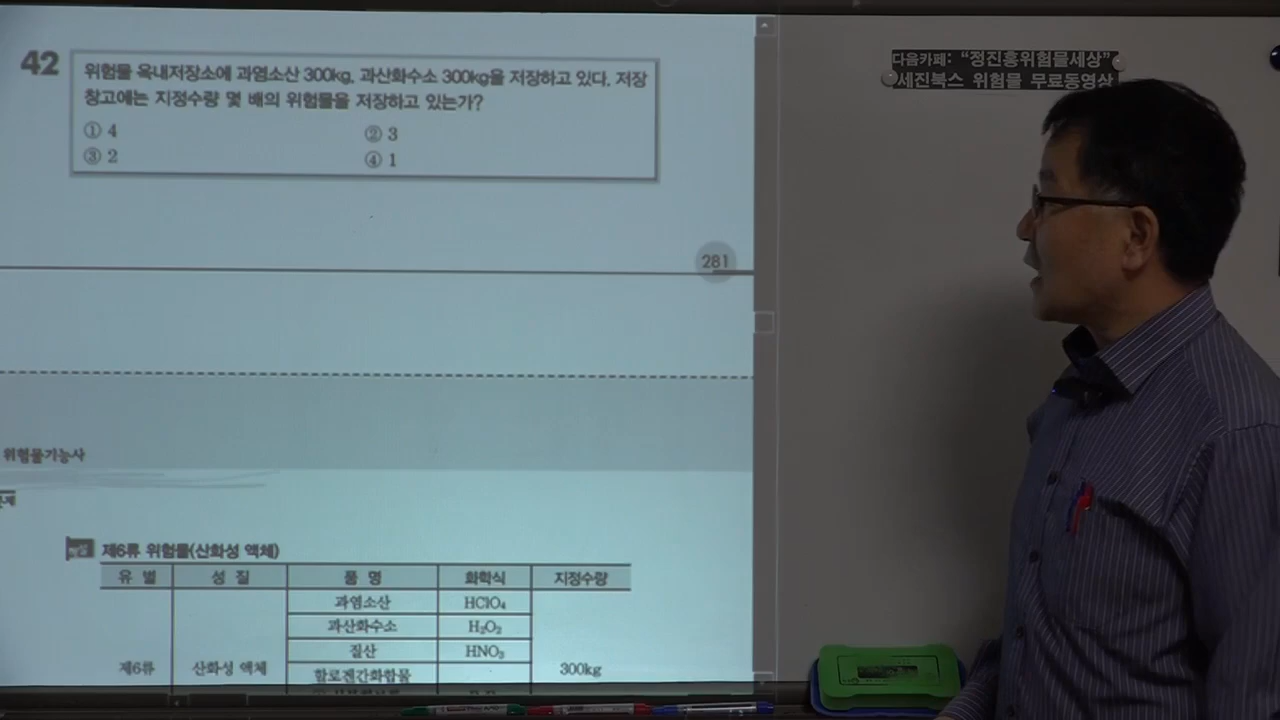 42
위험물 옥내저장소에 과염소산 300kg, 과산화수소 300kg을 저장하고 있다. 저장
창고에는 지정수량 몇 배의 위험물을 저장하고 있는가?
① 4 ② 3
③ 2 ④ 1
281
위험물기능사
제6류 위험물(산화성 액체)
유 별 성 질 품 명 화학식 지정수량
과염소산 HClO₄
과산화수소 H₂O₂
질산 HNO₃
제6류 산화성 액체 할로겐간화합물 300kg
다음카페: "정진홍위험물세상"
세진북스 위험물 무료동영상